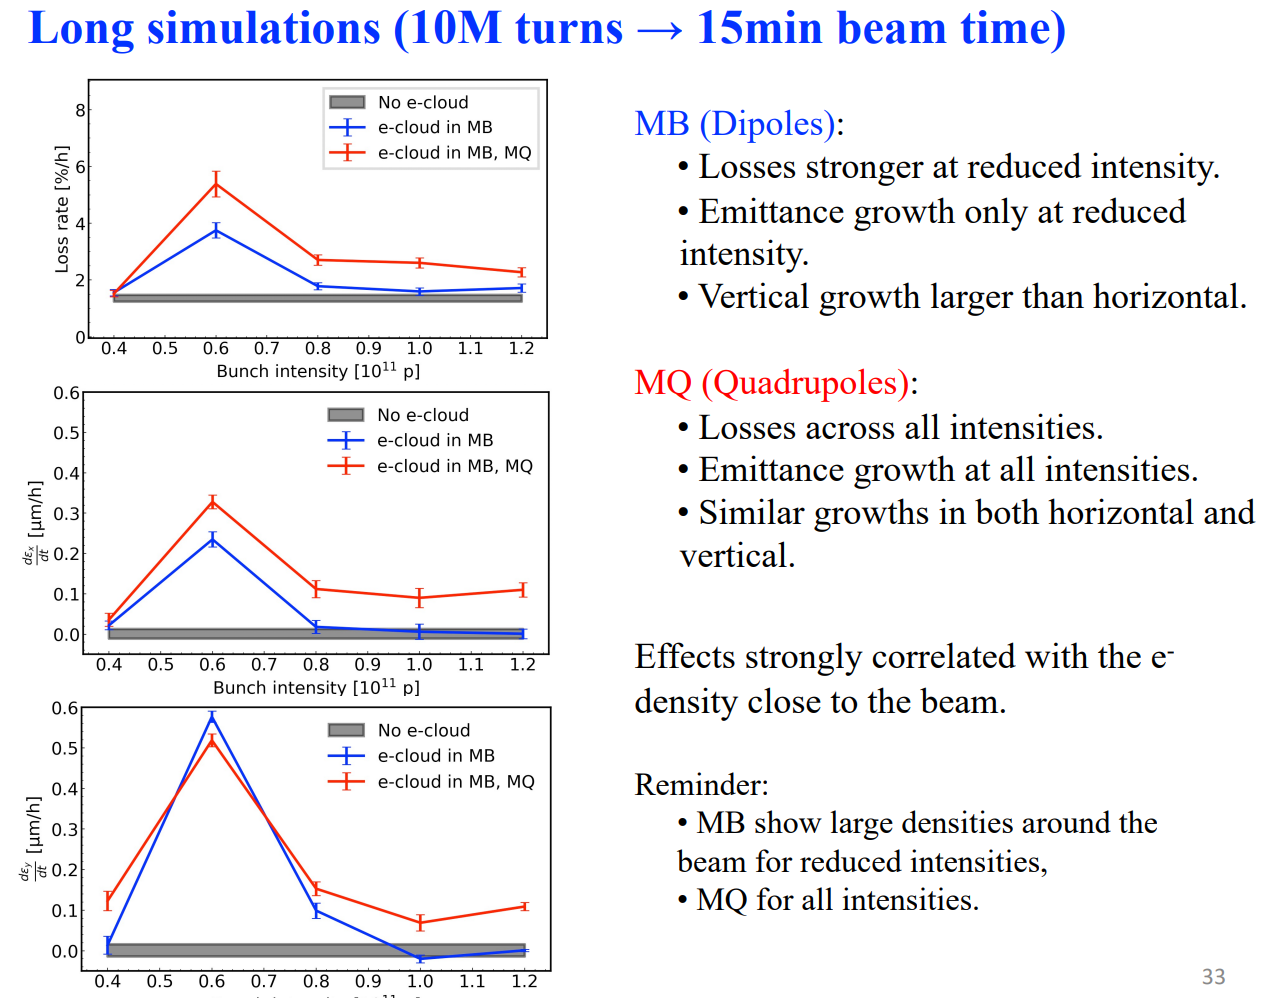 Long simulations (10M turns → 15min beam time)
No e-cloud
e-cloud in MB
e-cloud in MB, MQ
Loss rate [%/h]
8
6
4
2
0
0.4 0.5 0.6 0.7 0.8 0.9 1.0 1.1 1.2
Bunch intensity [10¹¹ p]
No e-cloud
e-cloud in MB
e-cloud in MB, MQ
dεₓ/dt [µm/h]
0.6
0.5
0.4
0.3
0.2
0.1
0.0
0.4 0.5 0.6 0.7 0.8 0.9 1.0 1.1 1.2
Bunch intensity [10¹¹ p]
No e-cloud
e-cloud in MB
e-cloud in MB, MQ
dεᵧ/dt [µm/h]
0.6
0.5
0.4
0.3
0.2
0.1
0.0
0.4 0.5 0.6 0.7 0.8 0.9 1.0 1.1 1.2
MB (Dipoles):
• Losses stronger at reduced intensity.
• Emittance growth only at reduced
intensity.
• Vertical growth larger than horizontal.
MQ (Quadrupoles):
• Losses across all intensities.
• Emittance growth at all intensities.
• Similar growths in both horizontal and
vertical.
Effects strongly correlated with the e⁻
density close to the beam.
Reminder:
• MB show large densities around the
beam for reduced intensities,
• MQ for all intensities.
33